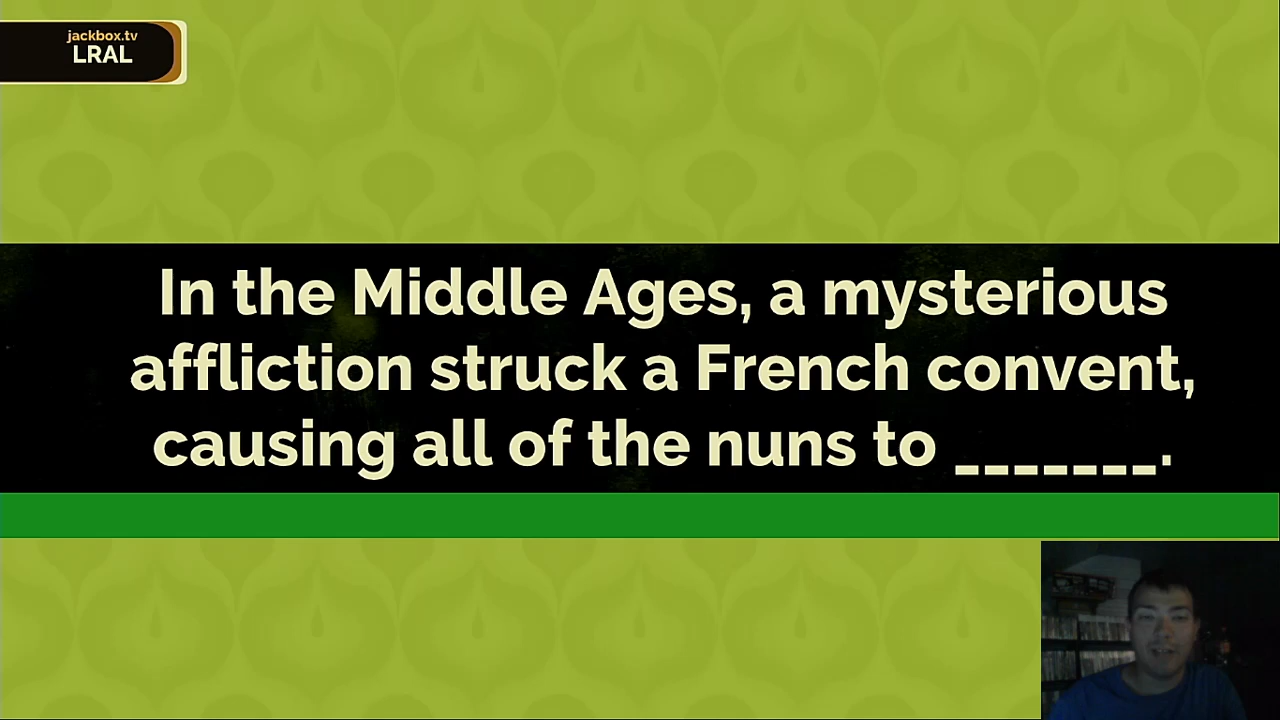 jackbox.tv
LRAL
In the Middle Ages, a mysterious
affliction struck a French convent,
causing all of the nuns to _______.